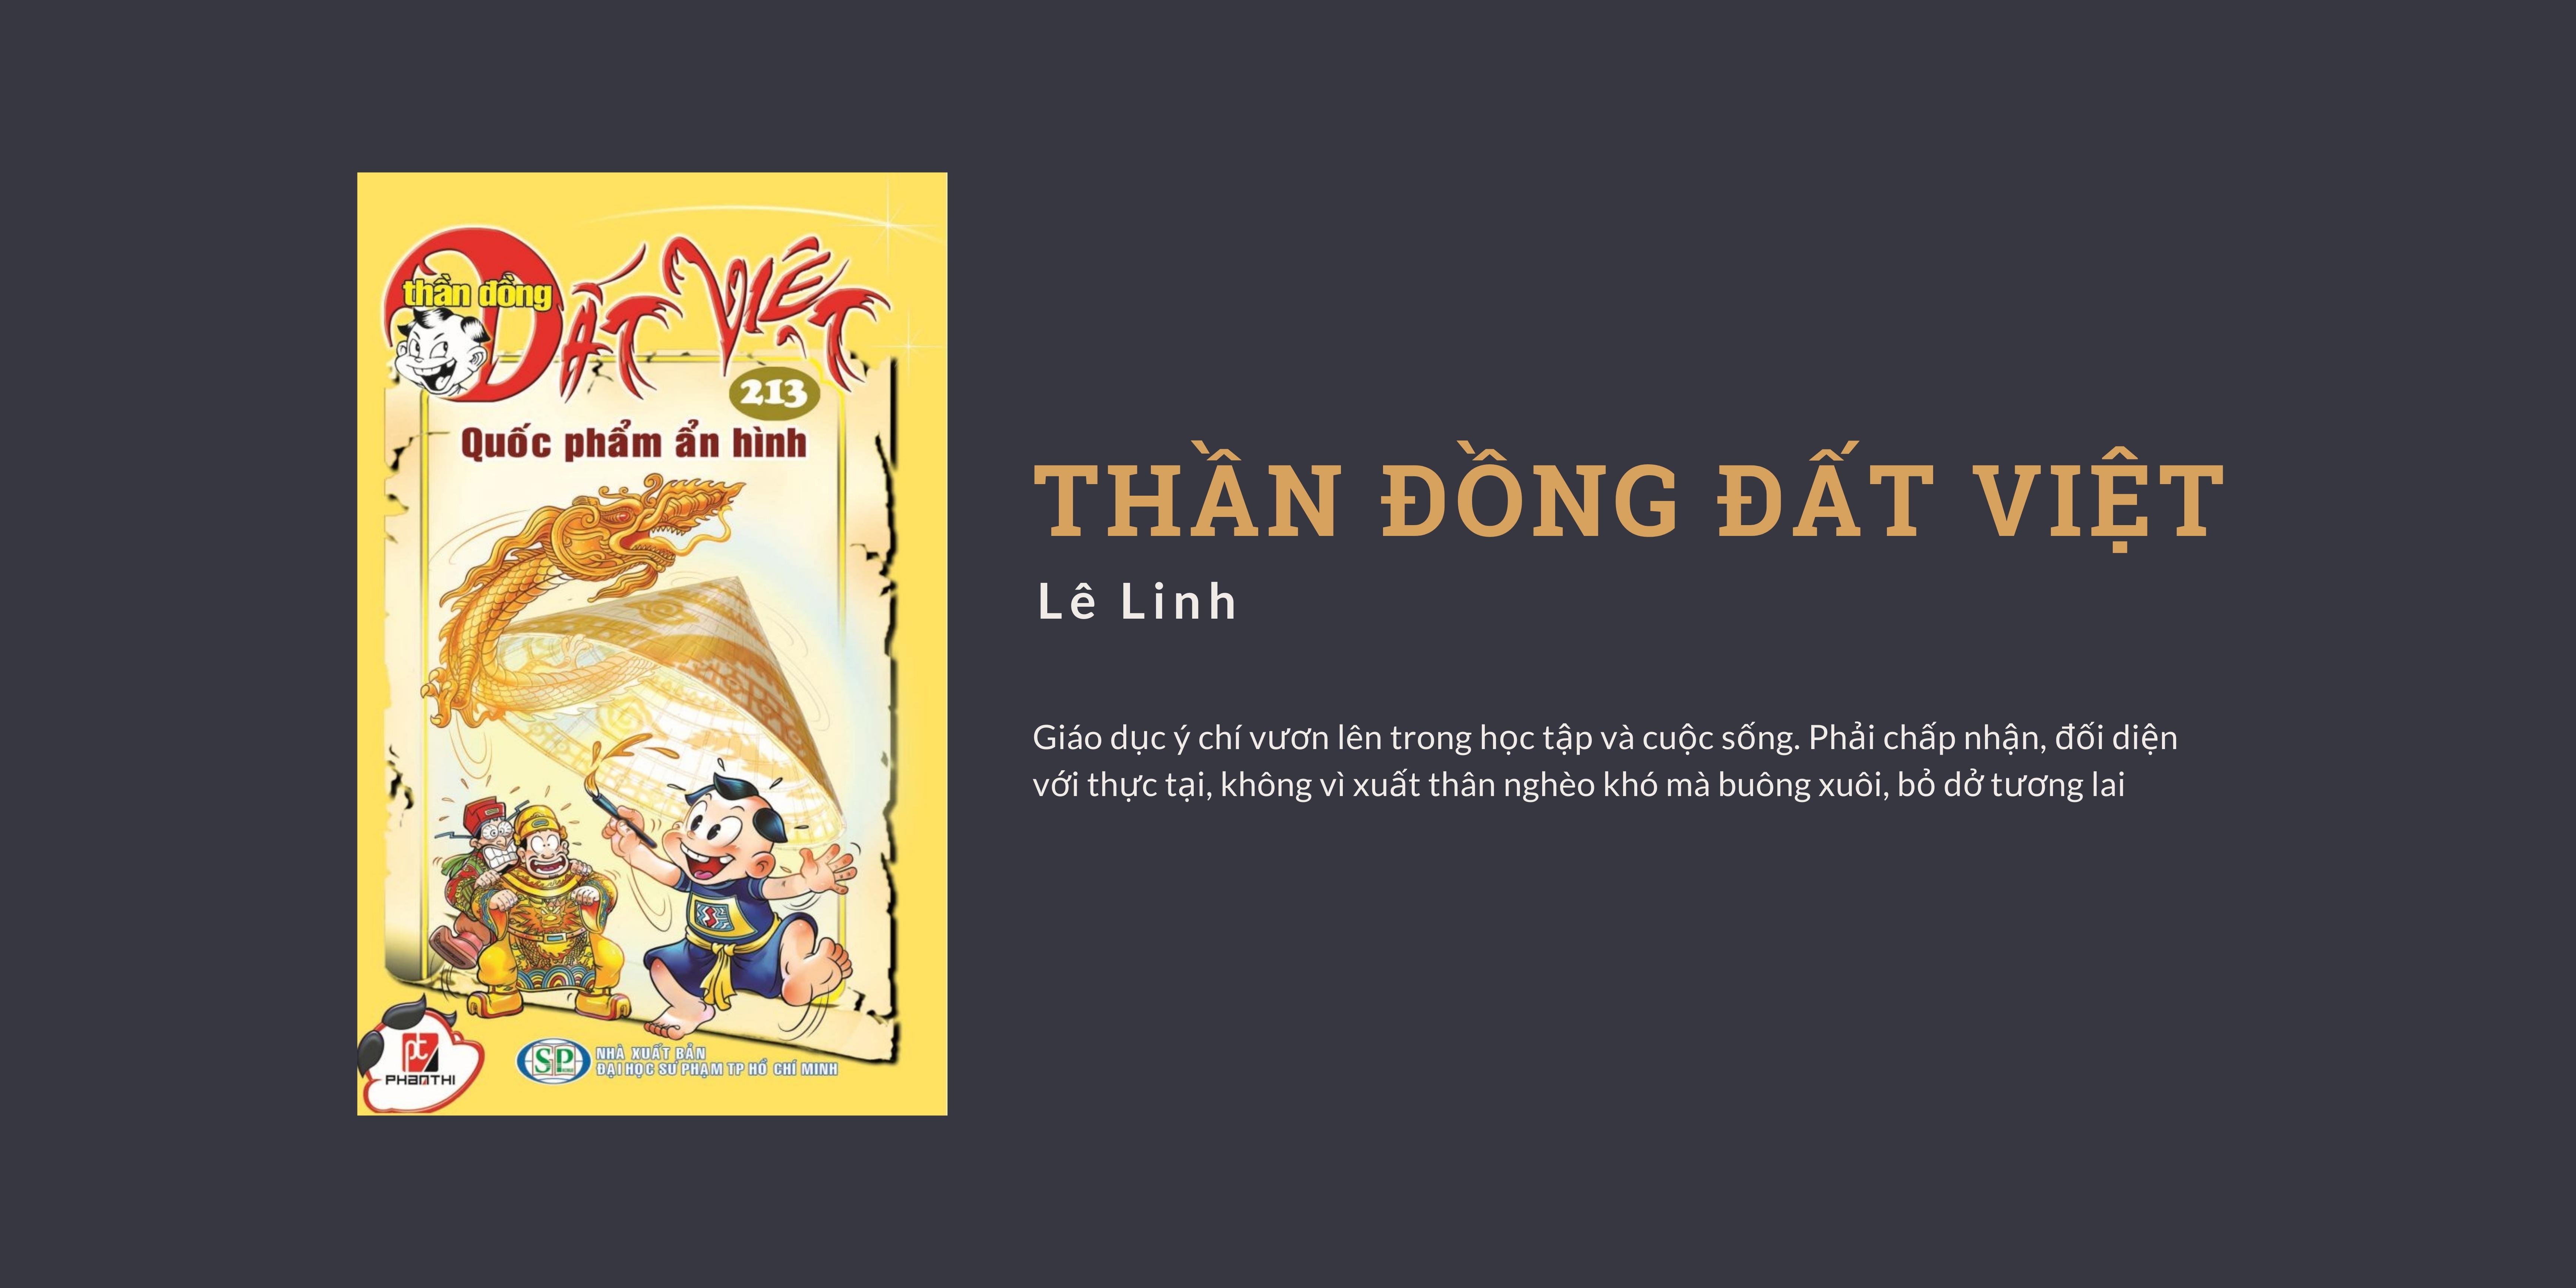 thần đồng
ĐẤT VIỆT
213
Quốc phẩm ẩn hình
pt
PHANTHI
SP
NHÀ XUẤT BẢN
ĐẠI HỌC SƯ PHẠM TP HỒ CHÍ MINH
THẦN ĐỒNG ĐẤT VIỆT
Lê Linh
Giáo dục ý chí vươn lên trong học tập và cuộc sống. Phải chấp nhận, đối diện
với thực tại, không vì xuất thân nghèo khó mà buông xuôi, bỏ dở tương lai